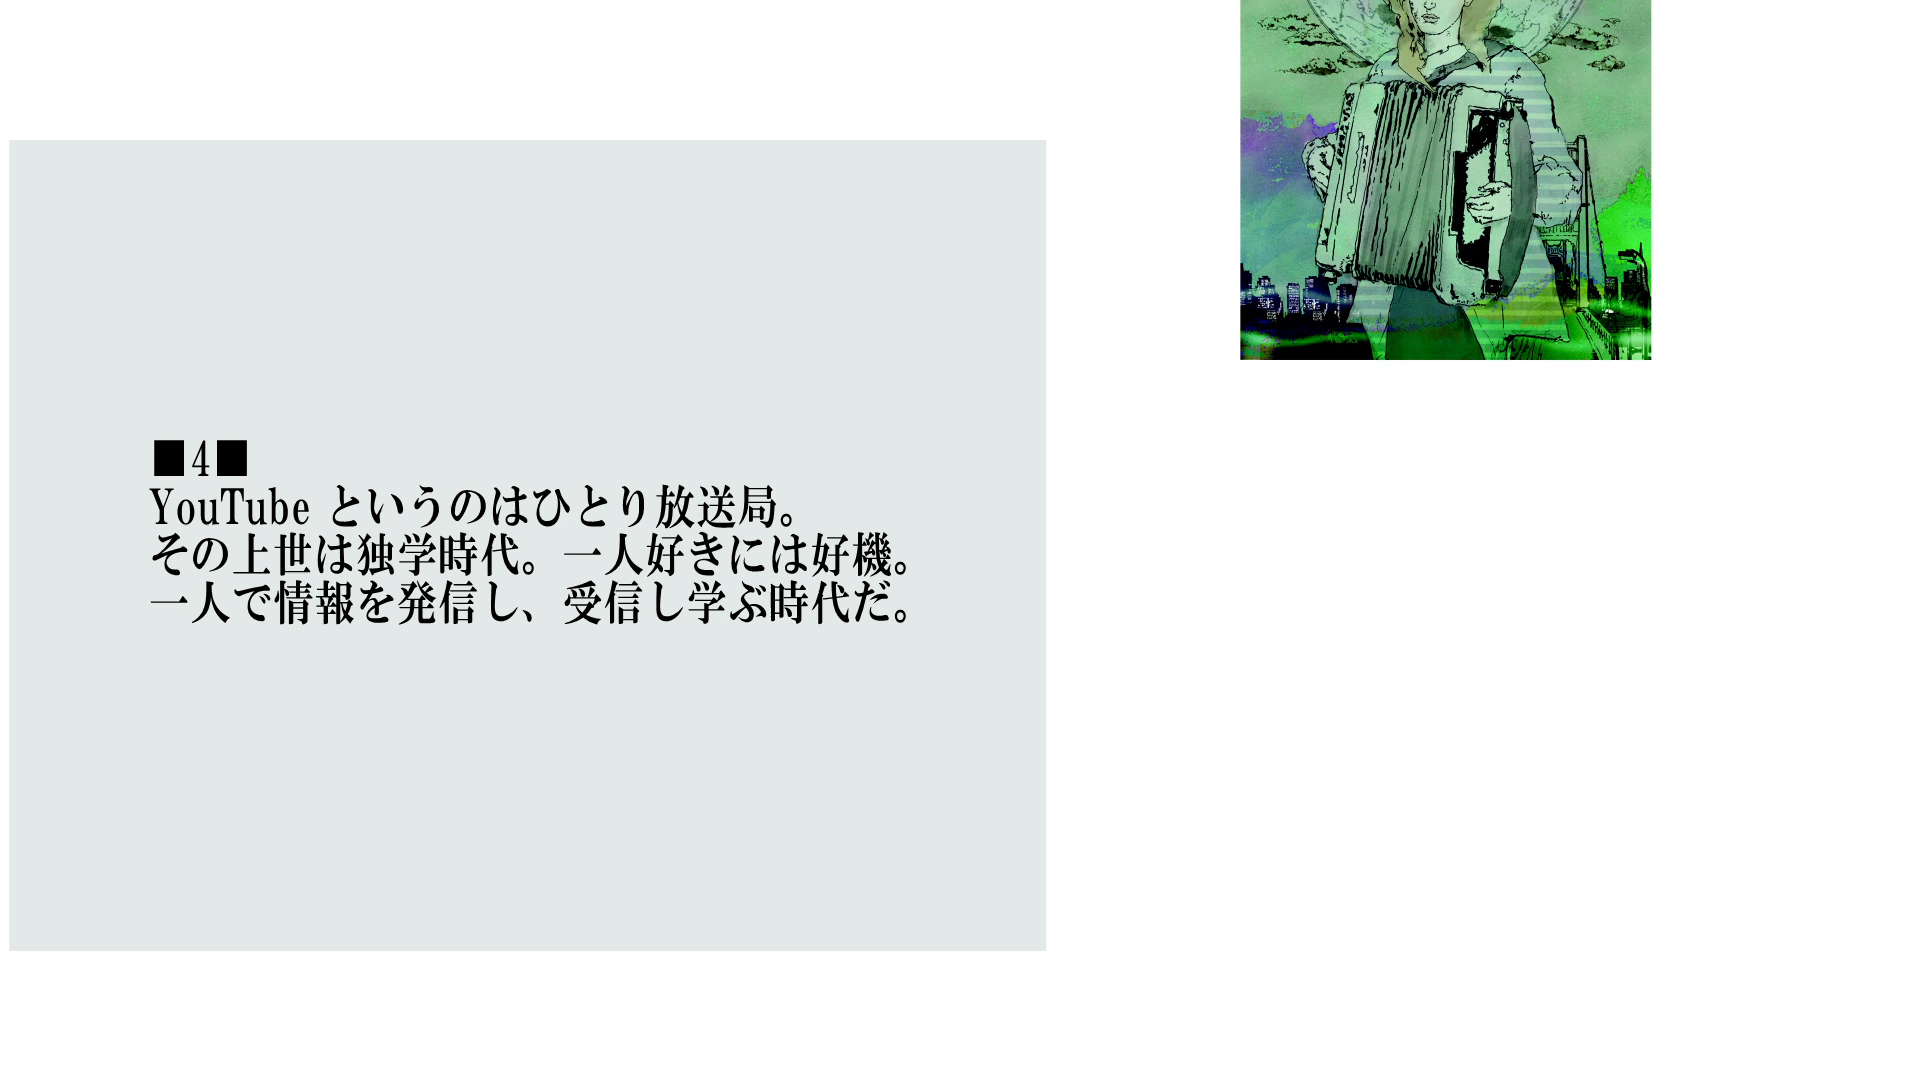 ■4■
YouTube というのはひとり放送局。
その上世は独学時代。一人好きには好機。
一人で情報を発信し、受信し学ぶ時代だ。